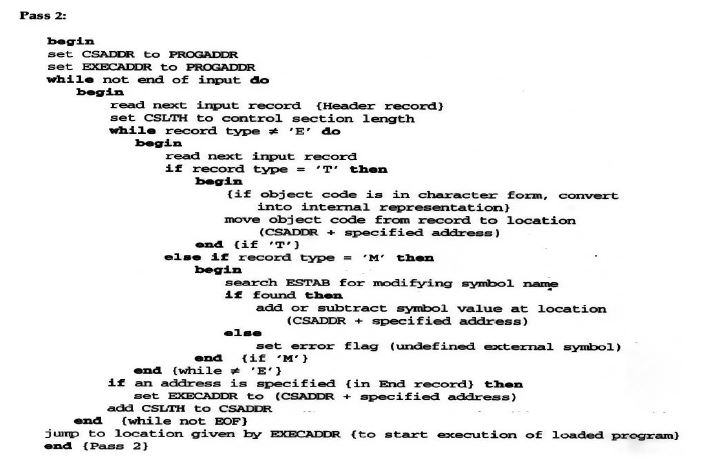 Pass 2:
begin
set CSADDR to PROGADDR
set EXECADDR to PROGADDR
while not end of input do
begin
read next input record {Header record}
set CSLTH to control section length
while record type ≠ 'E' do
begin
read next input record
if record type = 'T' then
begin
{if object code is in character form, convert
into internal representation}
move object code from record to location
(CSADDR + specified address)
end {if 'T'}
else if record type = 'M' then
begin
search ESTAB for modifying symbol name
if found then
add or subtract symbol value at location
(CSADDR + specified address)
else
set error flag (undefined external symbol)
end {if 'M'}
end {while ≠ 'E'}
if an address is specified {in End record} then
set EXECADDR to (CSADDR + specified address)
add CSLTH to CSADDR
end {while not EOF}
jump to location given by EXECADDR {to start execution of loaded program}
end {Pass 2}